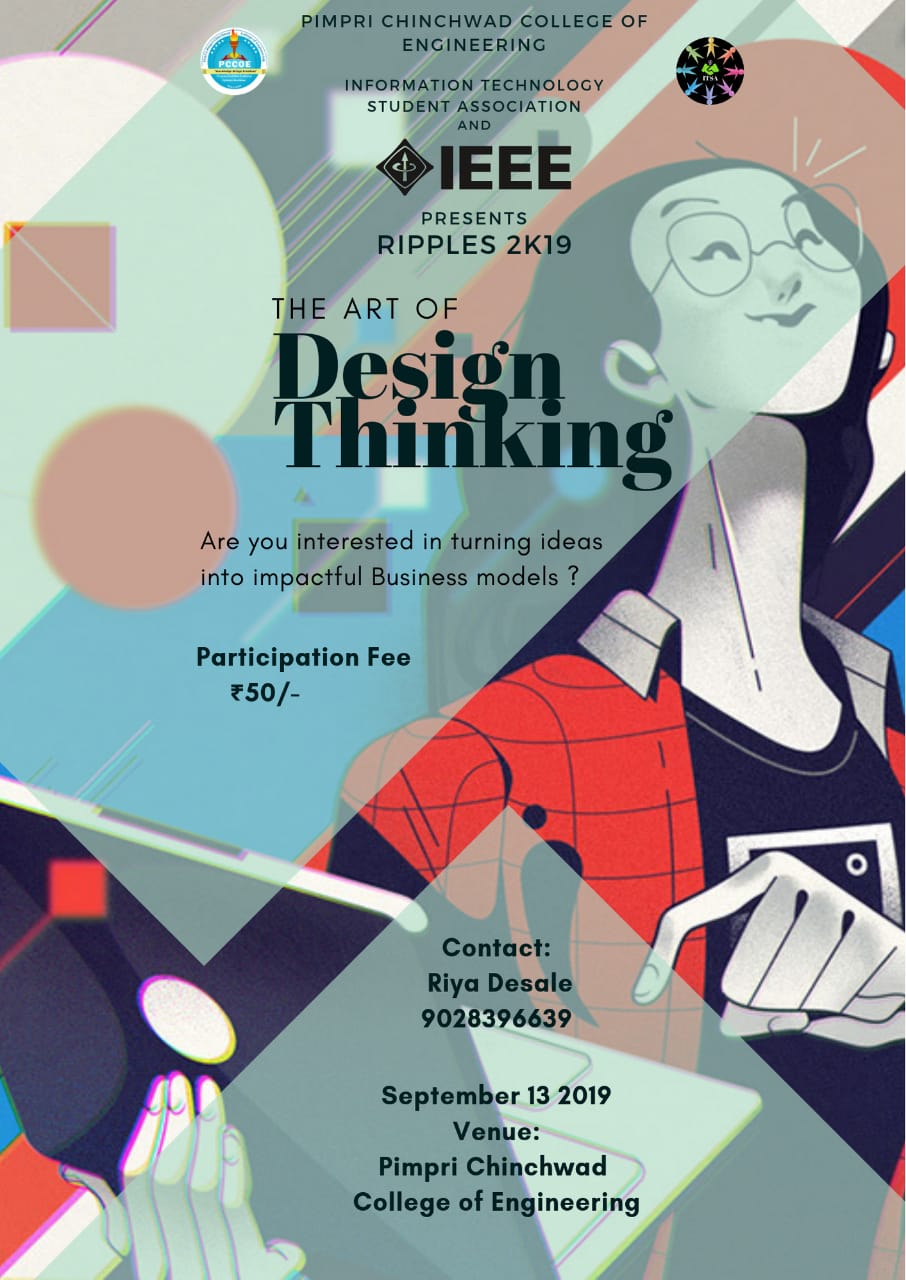 PIMPRI CHINCHWAD COLLEGE OF
ENGINEERING
PCCOE
INFORMATION TECHNOLOGY
STUDENT ASSOCIATION
ITSA
AND
IEEE
PRESENTS
RIPPLES 2K19
THE ART OF
Design
Thinking
Are you interested in turning ideas
into impactful Business models ?
Participation Fee
₹50/-
Contact:
Riya Desale
9028396639
September 13 2019
Venue:
Pimpri Chinchwad
College of Engineering